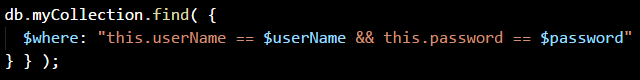 db.myCollection.find( {
$where: "this.userName == $userName && this.password == $password"
} } );